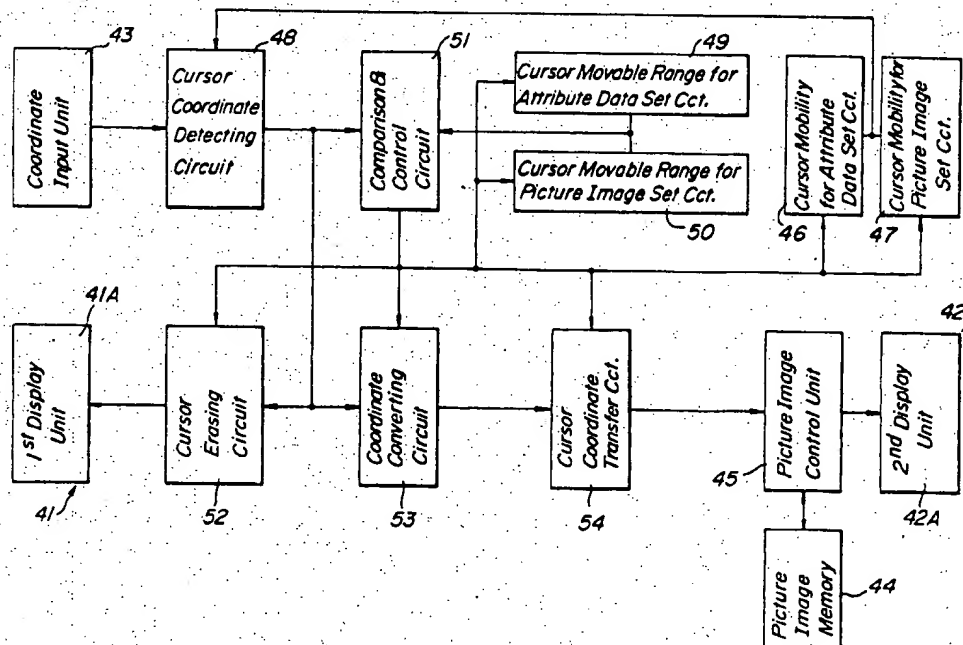 43
Coordinate
Input Unit
48
Cursor
Coordinate
Detecting
Circuit
51
Comparison &
Control
Circuit
49
Cursor Movable Range for
Attribute Data Set Cct.
Cursor Movable Range for
Picture Image Set Cct.
50
46
Cursor Mobility
for Attribute
Data Set Cct.
47
Cursor Mobility for
Picture Image
Set Cct.
41A
1st Display
Unit
41
Cursor
Erasing
Circuit
52
Coordinate
Converting
Circuit
53
Cursor
Coordinate
Transfer Cct.
54
45
Picture Image
Control Unit
42
2nd Display
Unit
42A
Picture
Image
Memory
44